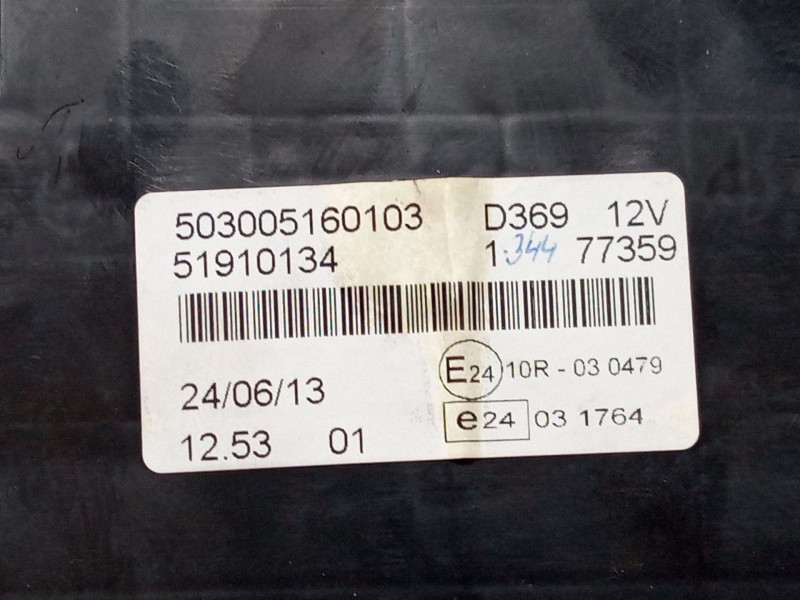 503005160103 D369 12V
51910134 1.344 77359
24/06/13
E24 10R - 03 0479
12.53 01
e24 03 1764